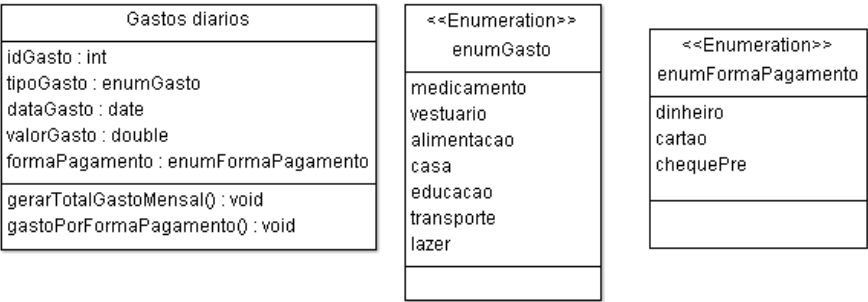 Gastos diarios
idGasto : int
tipoGasto : enumGasto
dataGasto : date
valorGasto : double
formaPagamento : enumFormaPagamento
gerarTotalGastoMensal() : void
gastoPorFormaPagamento() : void
<<Enumeration>>
enumGasto
medicamento
vestuario
alimentacao
casa
educacao
transporte
lazer
<<Enumeration>>
enumFormaPagamento
dinheiro
cartao
chequePre